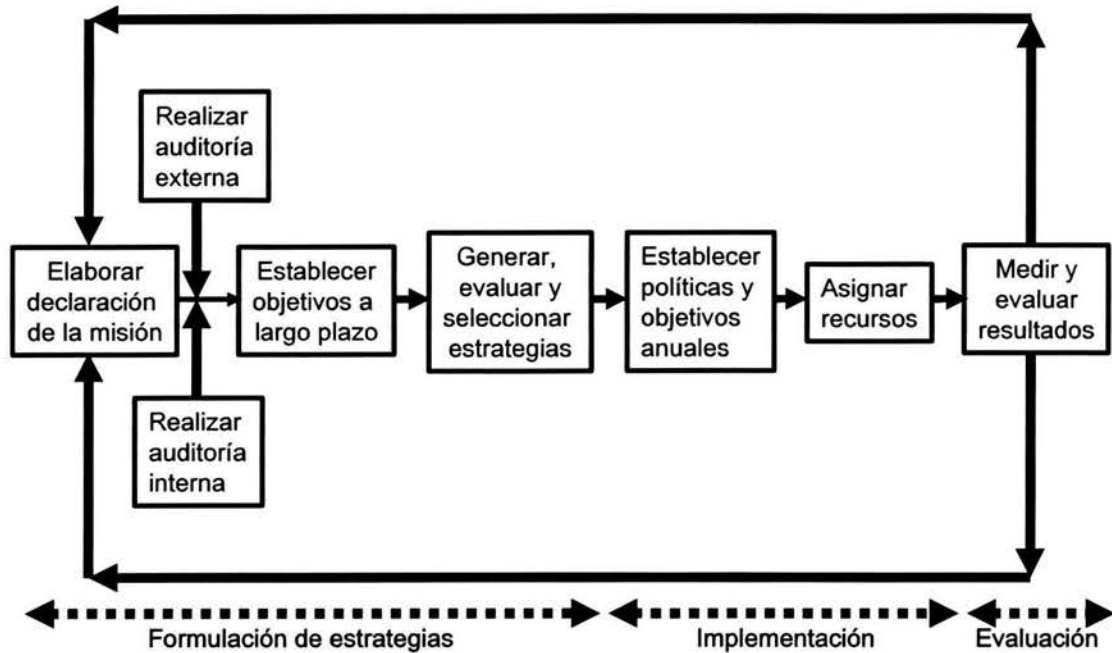 Realizar
auditoría
externa
Elaborar
declaración
de la misión
Establecer
objetivos a
largo plazo
Generar,
evaluar y
seleccionar
estrategias
Establecer
políticas y
objetivos
anuales
Asignar
recursos
Medir y
evaluar
resultados
Realizar
auditoría
interna
Formulación de estrategias
Implementación
Evaluación